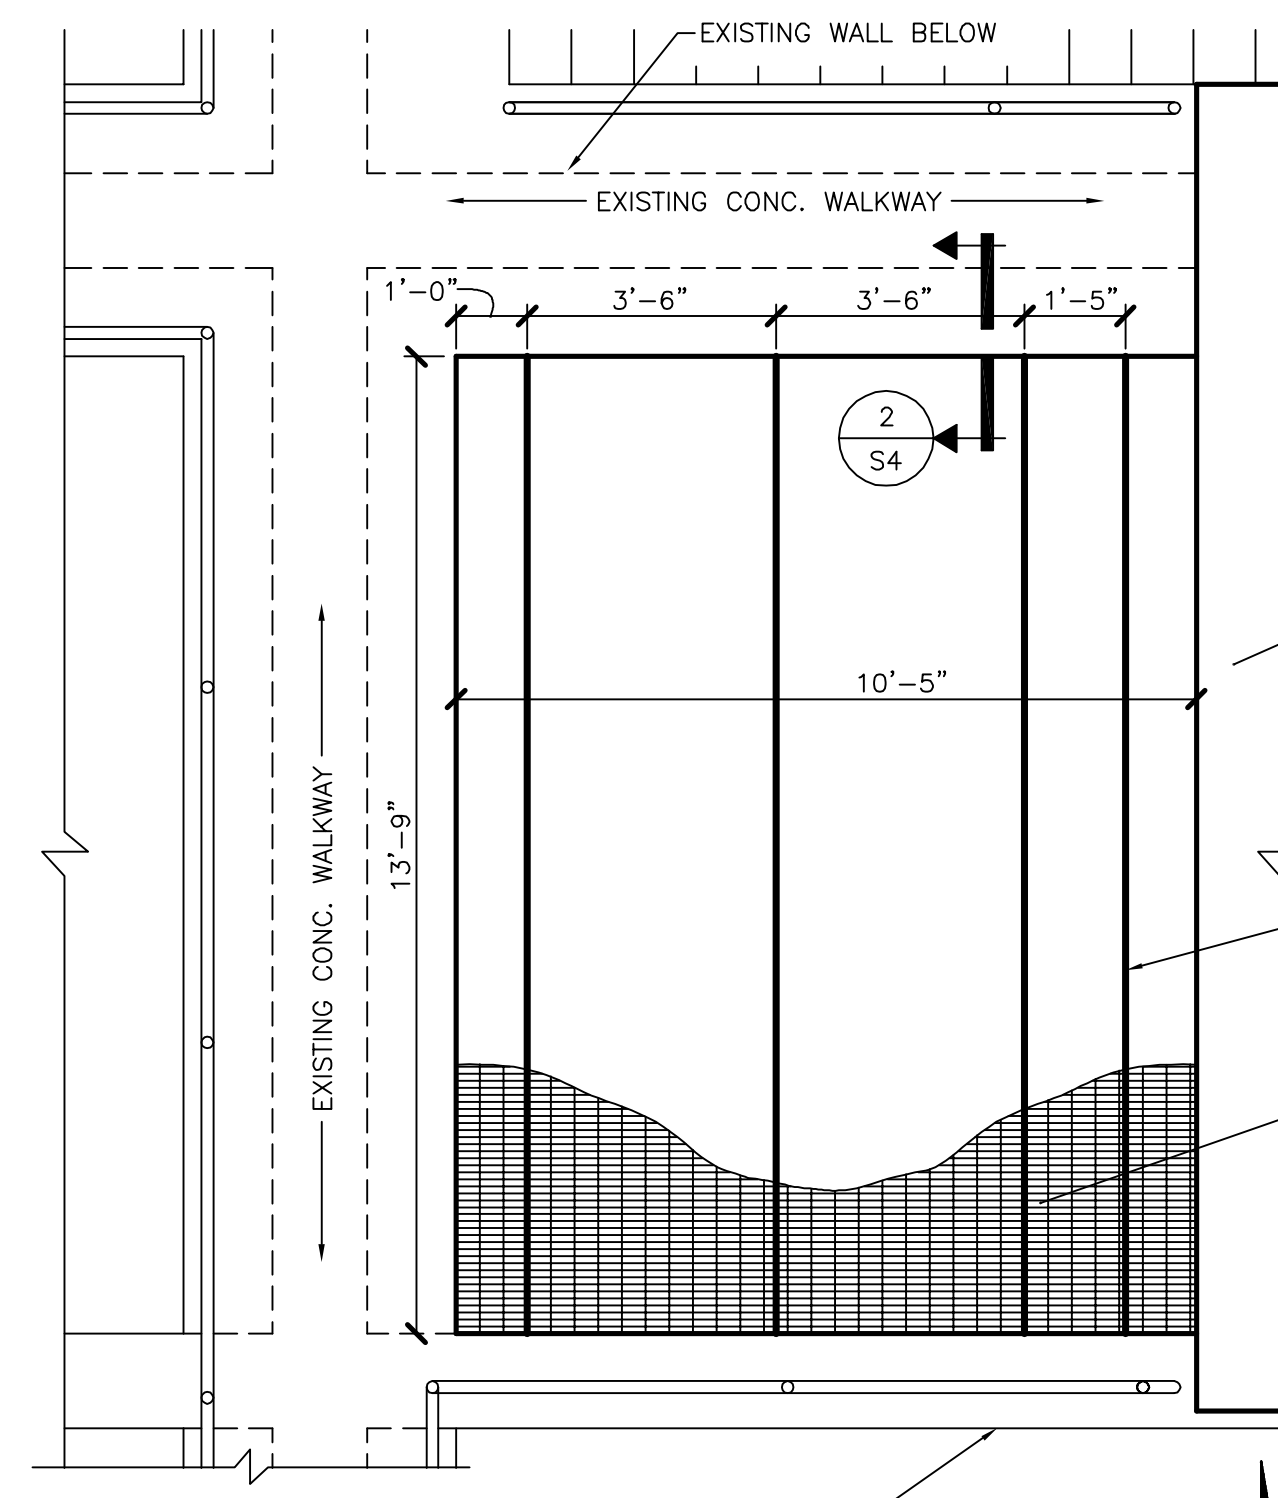 EXISTING WALL BELOW
EXISTING CONC. WALKWAY
1'-0" 3'-6" 3'-6" 1'-5"
2
S4
10'-5"
13'-9"
EXISTING CONC. WALKWAY